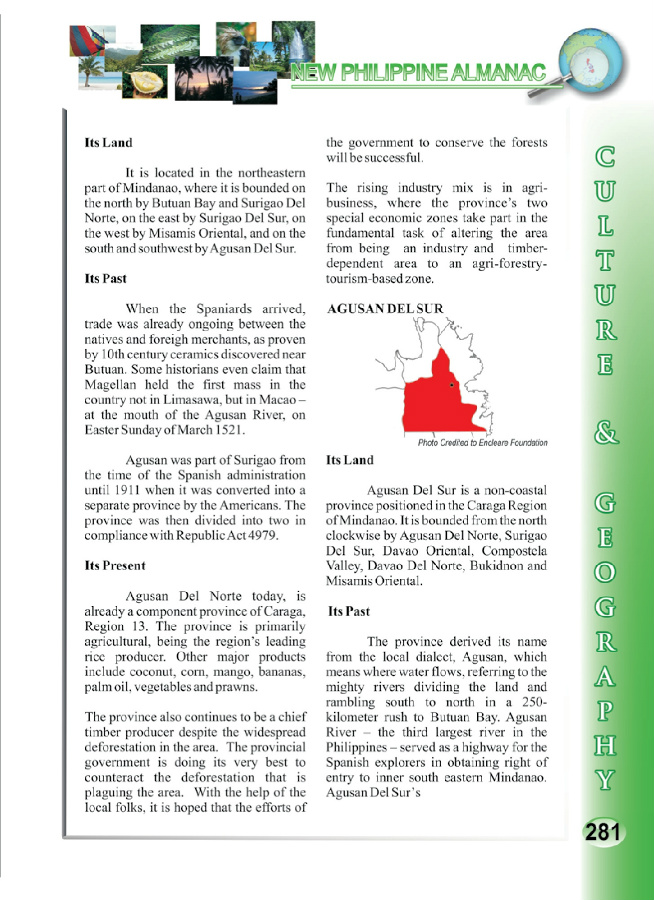 NEW PHILIPPINE ALMANAC
Its Land
It is located in the northeastern
part of Mindanao, where it is bounded on
the north by Butuan Bay and Surigao Del
Norte, on the east by Surigao Del Sur, on
the west by Misamis Oriental, and on the
south and southwest by Agusan Del Sur.
Its Past
When the Spaniards arrived,
trade was already ongoing between the
natives and foreigh merchants, as proven
by 10th century ceramics discovered near
Butuan. Some historians even claim that
Magellan held the first mass in the
country not in Limasawa, but in Macao –
at the mouth of the Agusan River, on
Easter Sunday of March 1521.
Agusan was part of Surigao from
the time of the Spanish administration
until 1911 when it was converted into a
separate province by the Americans. The
province was then divided into two in
compliance with Republic Act 4979.
Its Present
Agusan Del Norte today, is
already a component province of Caraga,
Region 13. The province is primarily
agricultural, being the region's leading
rice producer. Other major products
include coconut, corn, mango, bananas,
palm oil, vegetables and prawns.
The province also continues to be a chief
timber producer despite the widespread
deforestation in the area. The provincial
government is doing its very best to
counteract the deforestation that is
plaguing the area. With the help of the
local folks, it is hoped that the efforts of
the government to conserve the forests
will be successful.
The rising industry mix is in agri-
business, where the province's two
special economic zones take part in the
fundamental task of altering the area
from being an industry and timber-
dependent area to an agri-forestry-
tourism-based zone.
AGUSAN DEL SUR
Photo Credited to Encleare Foundation
Its Land
Agusan Del Sur is a non-coastal
province positioned in the Caraga Region
of Mindanao. It is bounded from the north
clockwise by Agusan Del Norte, Surigao
Del Sur, Davao Oriental, Compostela
Valley, Davao Del Norte, Bukidnon and
Misamis Oriental.
Its Past
The province derived its name
from the local dialect, Agusan, which
means where water flows, referring to the
mighty rivers dividing the land and
rambling south to north in a 250-
kilometer rush to Butuan Bay. Agusan
River – the third largest river in the
Philippines – served as a highway for the
Spanish explorers in obtaining right of
entry to inner south eastern Mindanao.
Agusan Del Sur's
CULTURE & GEOGRAPHY
281